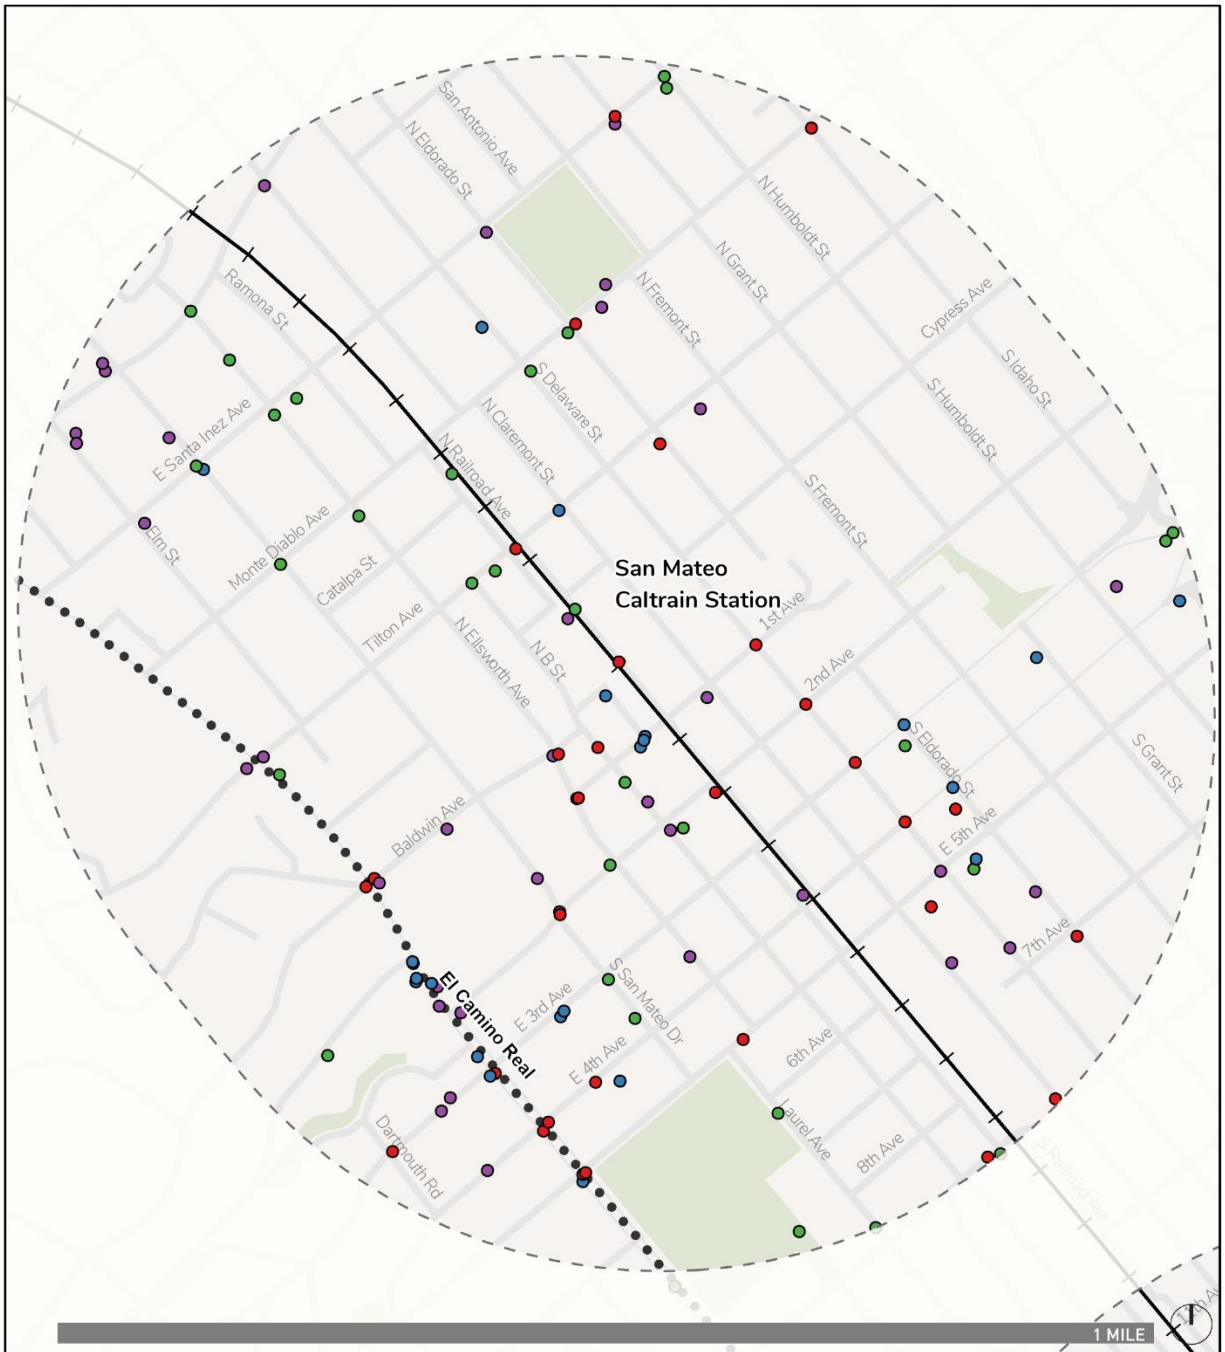 San Antonio Ave
N Eldorado St
N Humboldt St
N Grant St
Ramona St
N Fremont St
Cypress Ave
S Idaho St
S Delaware St
S Humboldt St
N Claremont St
E Santa Inez Ave
N Railroad Ave
S Fremont St
Elm St
Monte Diablo Ave
Catalpa St
San Mateo
Caltrain Station
1st Ave
Tilton Ave
N Ellsworth Ave
N B St
2nd Ave
S Eldorado St
S Grant St
Baldwin Ave
E 5th Ave
7th Ave
El Camino Real
E 3rd Ave
S San Mateo Dr
E 4th Ave
6th Ave
Dartmouth Rd
Laurel Ave
8th Ave
S Railroad Ave
11th Av
1 MILE